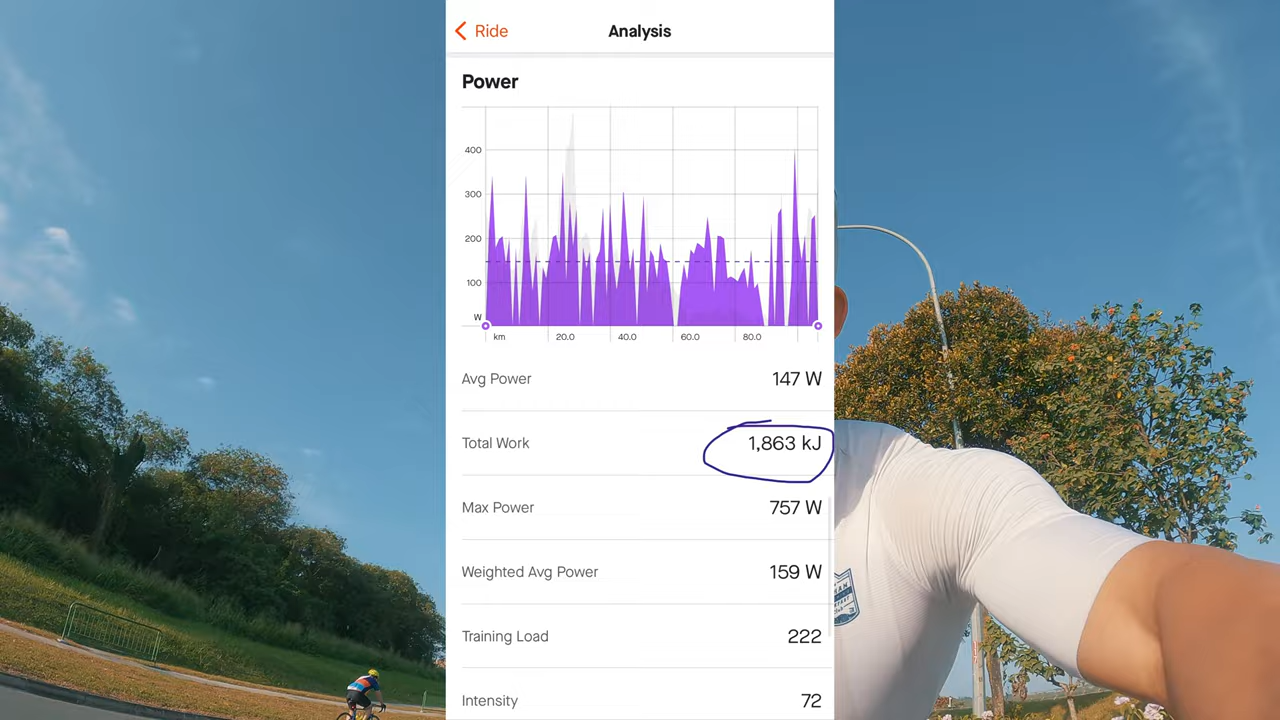 Ride
Analysis
Power
400
300
200
100
W
km 20.0 40.0 60.0 80.0
Avg Power 147 W
Total Work 1,863 kJ
Max Power 757 W
Weighted Avg Power 159 W
Training Load 222
Intensity 72